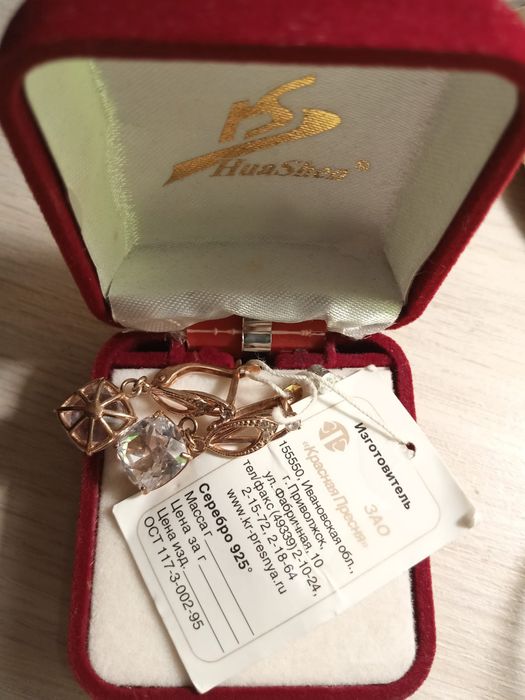 HuaShen®
Изготовитель
ЗАО
«Красная Пресня»
155550, Ивановская обл.,
г. Приволжск,
ул. Фабричная, 10
тел/факс (49339) 2-10-24,
2-15-72, 2-18-64
www.kr-presnya.ru
Серебро 925°
Масса г
Цена за г
Цена изд.
ОСТ 117-3-002-95